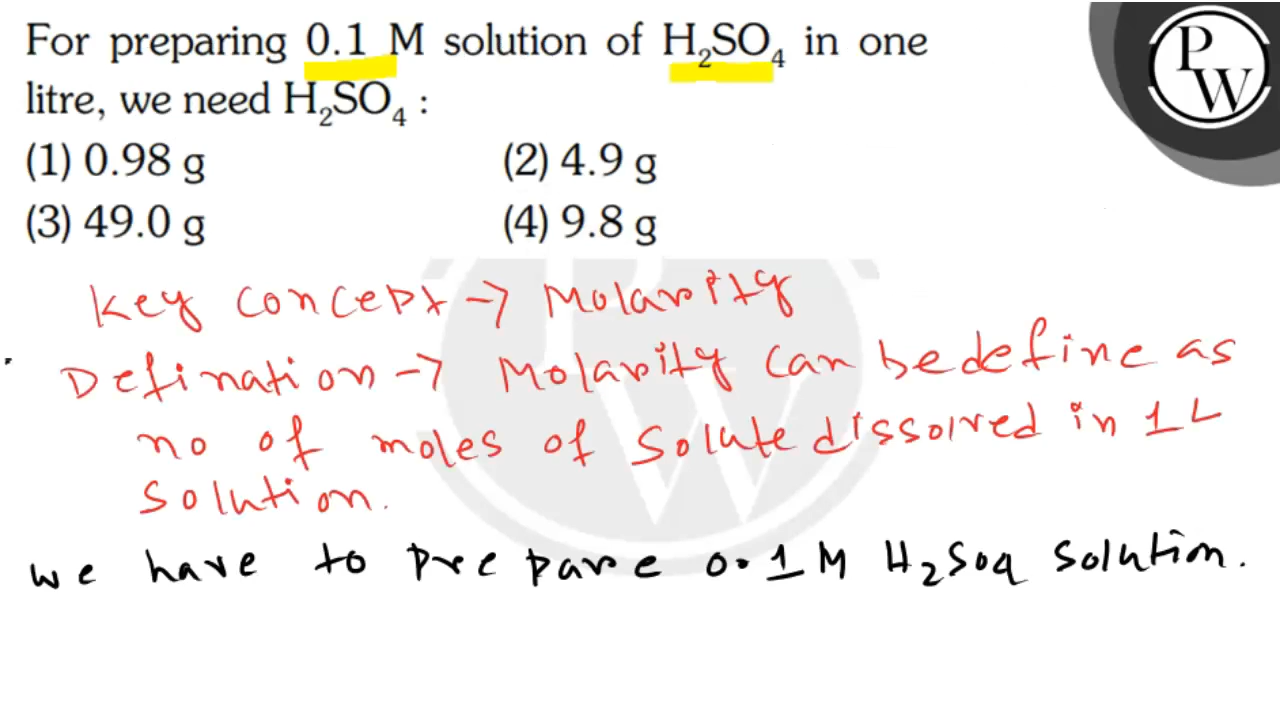 For preparing 0.1 M solution of H₂SO₄ in one
litre, we need H₂SO₄ :
(1) 0.98 g (2) 4.9 g
(3) 49.0 g (4) 9.8 g
PW
Key concept → Molarity
Defination → Molarity can be define as
no of moles of Solute dissolved in 1 L
Solution.
we have to prepare 0.1 M H₂SO₄ Solution.